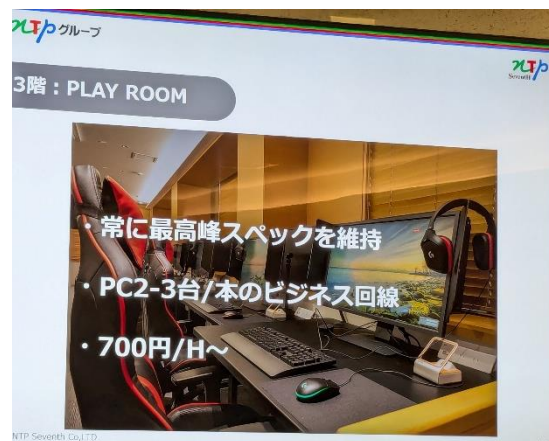 NTPグループ
NTP
Seventh
3階：PLAY ROOM
・常に最高峰スペックを維持
・PC2-3台/本のビジネス回線
・700円/H～
NTP Seventh Co,LTD